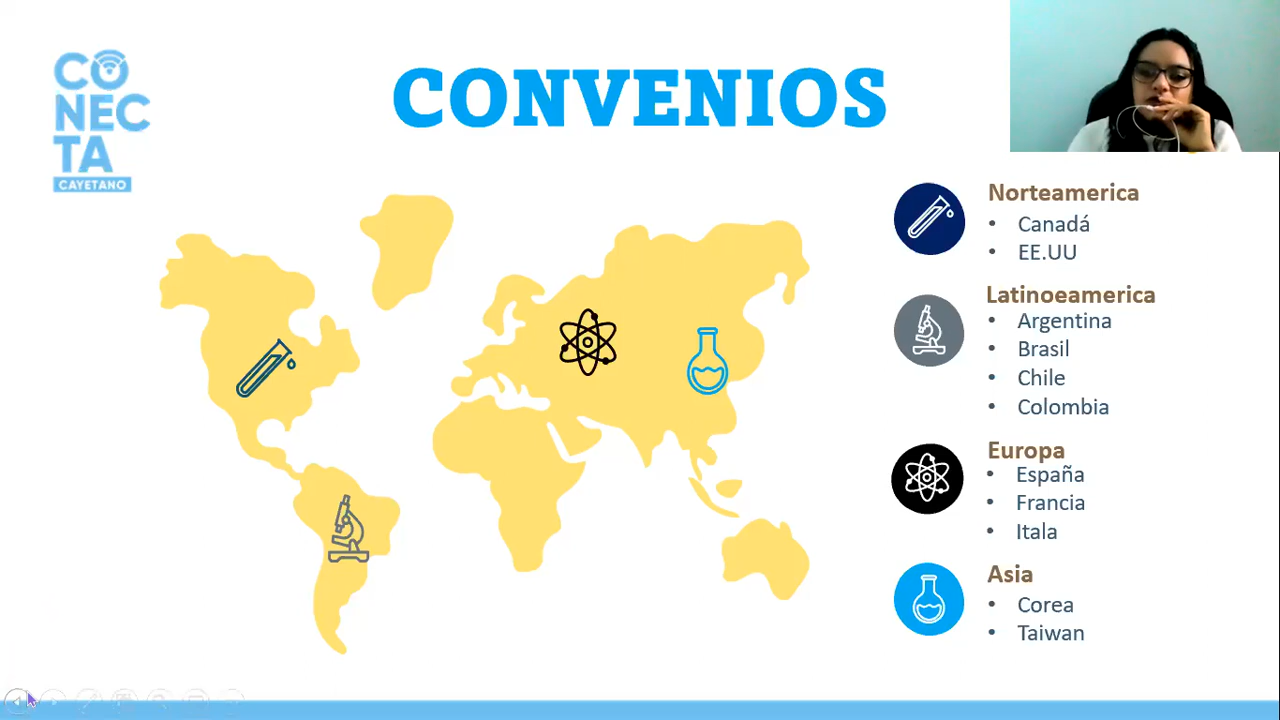 CO
NEC
TA
CAYETANO
CONVENIOS
Norteamerica
• Canadá
• EE.UU
Latinoeamerica
• Argentina
• Brasil
• Chile
• Colombia
Europa
• España
• Francia
• Itala
Asia
• Corea
• Taiwan